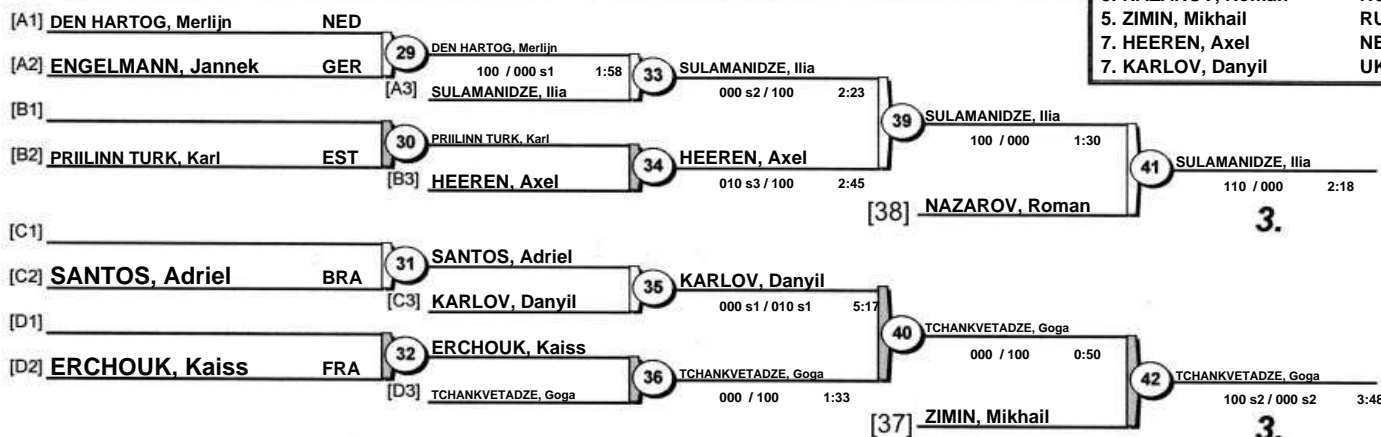 5. ZIMIN, Mikhail RU
7. HEEREN, Axel NE
7. KARLOV, Danyil UK
[A1] DEN HARTOG, Merlijn NED
29 DEN HARTOG, Merlijn
[A2] ENGELMANN, Jannek GER
100 / 000 s1 1:58
33 SULAMANIDZE, Ilia
[A3] SULAMANIDZE, Ilia
000 s2 / 100 2:23
[B1]
39 SULAMANIDZE, Ilia
100 / 000 1:30
30 PRIILINN TURK, Karl
[B2] PRIILINN TURK, Karl EST
34 HEEREN, Axel
[B3] HEEREN, Axel
010 s3 / 100 2:45
41 SULAMANIDZE, Ilia
110 / 000 2:18
[38] NAZAROV, Roman
3.
[C1]
31 SANTOS, Adriel
[C2] SANTOS, Adriel BRA
35 KARLOV, Danyil
[C3] KARLOV, Danyil
000 s1 / 010 s1 5:17
[D1]
40 TCHANKVETADZE, Goga
000 / 100 0:50
32 ERCHOUK, Kaiss
[D2] ERCHOUK, Kaiss FRA
36 TCHANKVETADZE, Goga
[D3] TCHANKVETADZE, Goga
000 / 100 1:33
42 TCHANKVETADZE, Goga
100 s2 / 000 s2 3:48
[37] ZIMIN, Mikhail
3.